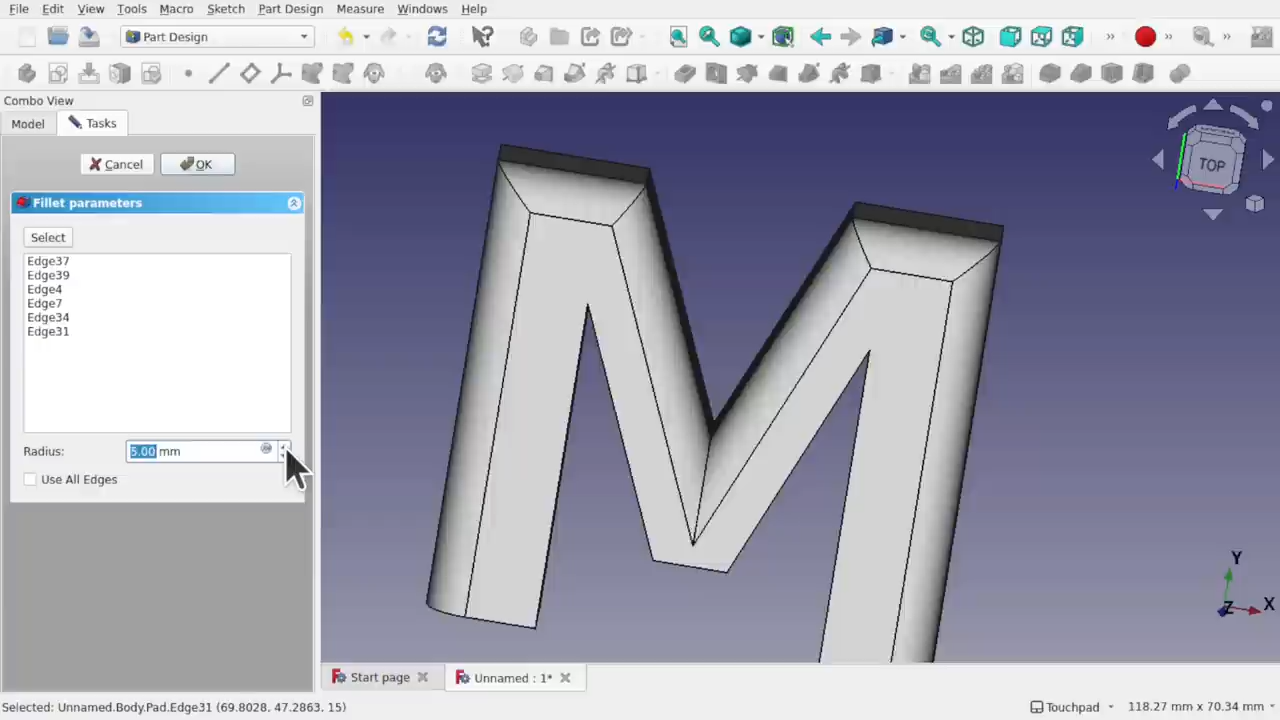 File Edit View Tools Macro Sketch Part Design Measure Windows Help
Part Design
Combo View
Model Tasks
Cancel OK
Fillet parameters
Select
Edge37
Edge39
Edge4
Edge7
Edge34
Edge31
Radius: 5.00 mm
Use All Edges
TOP
Y
Z X
Start page Unnamed : 1*
Selected: Unnamed.Body.Pad.Edge31 (69.8028, 47.2863, 15) Touchpad 118.27 mm x 70.34 mm